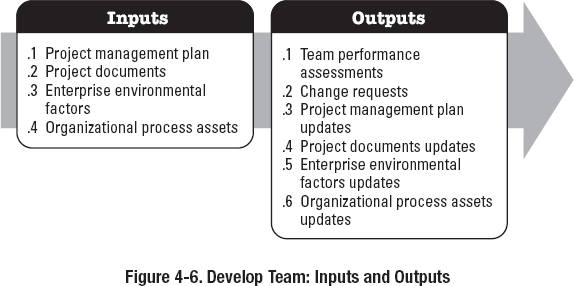 Inputs
.1 Project management plan
.2 Project documents
.3 Enterprise environmental
factors
.4 Organizational process assets
Outputs
.1 Team performance
assessments
.2 Change requests
.3 Project management plan
updates
.4 Project documents updates
.5 Enterprise environmental
factors updates
.6 Organizational process assets
updates
Figure 4-6. Develop Team: Inputs and Outputs